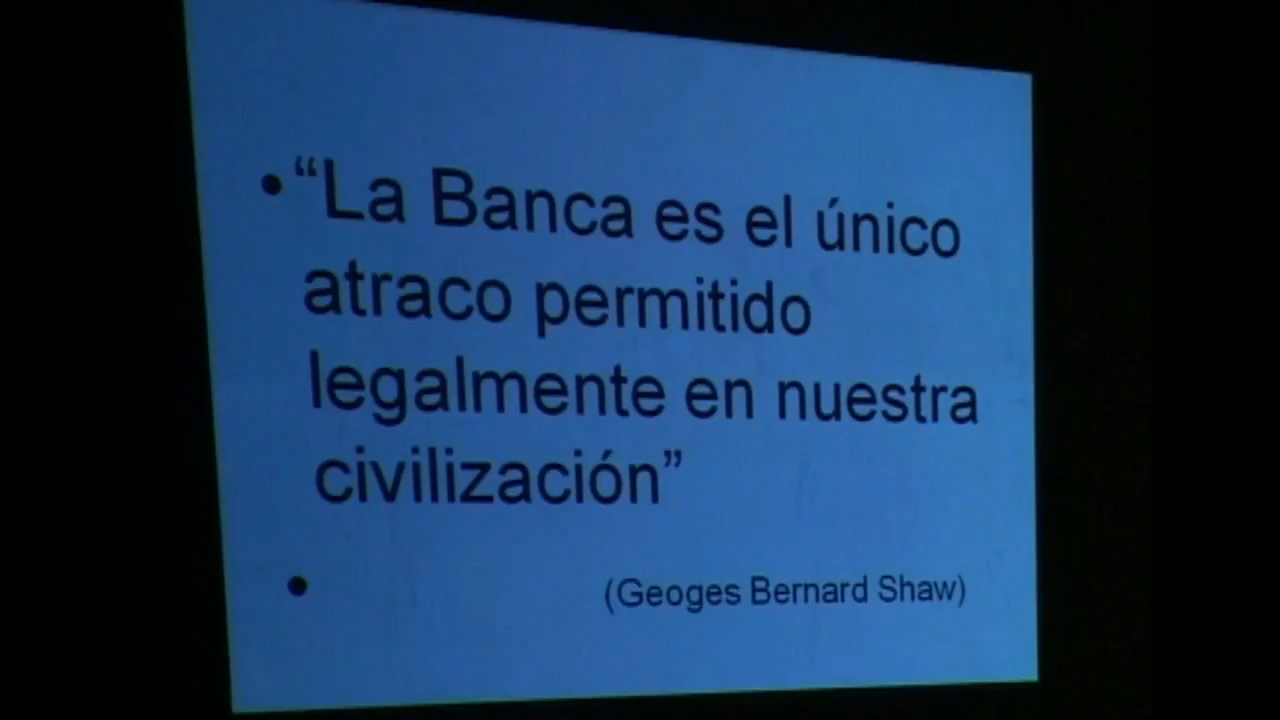 • “La Banca es el único
atraco permitido
legalmente en nuestra
civilización”
• (Geoges Bernard Shaw)